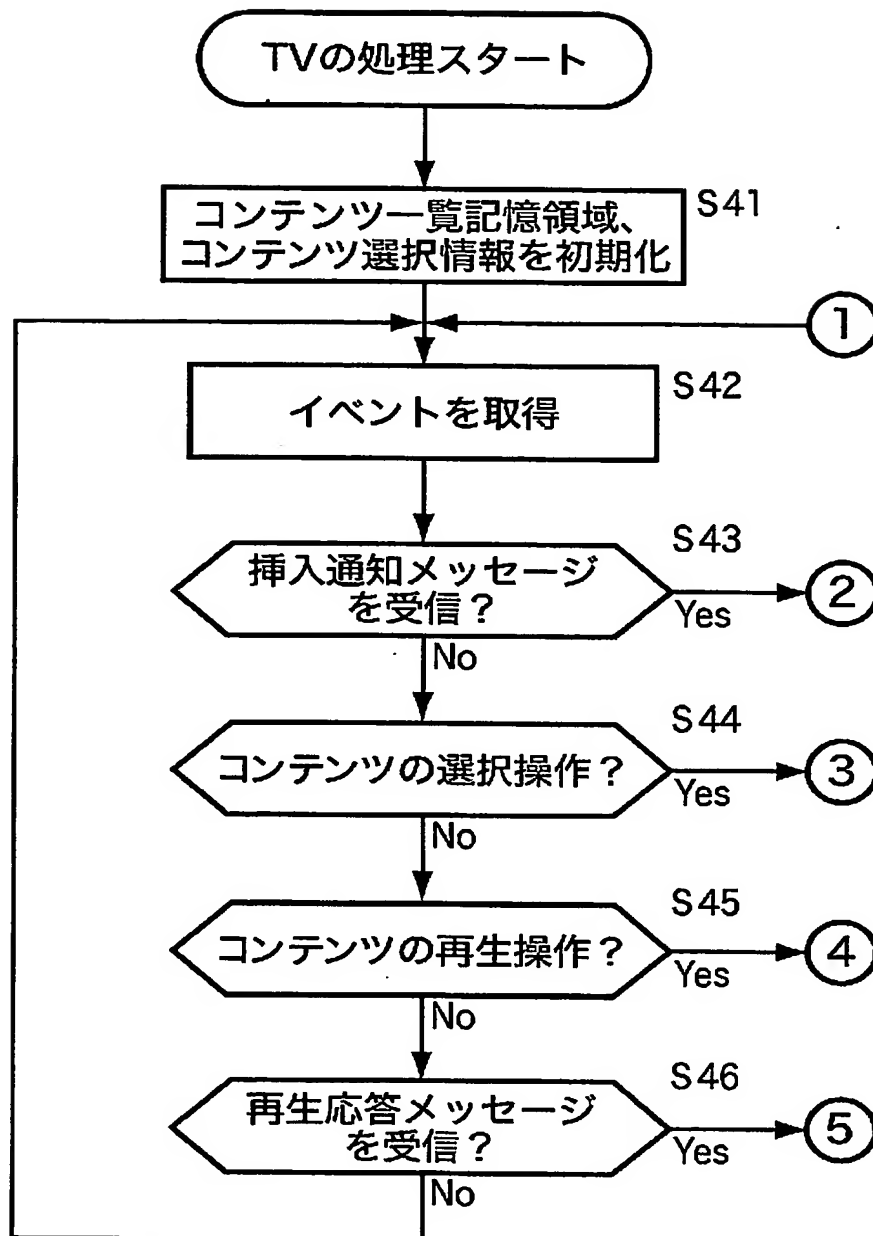 TVの処理スタート
S41
コンテンツ一覧記憶領域、
コンテンツ選択情報を初期化
①
S42
イベントを取得
S43
挿入通知メッセージ
を受信？
Yes
②
No
S44
コンテンツの選択操作？
Yes
③
No
S45
コンテンツの再生操作？
Yes
④
No
S46
再生応答メッセージ
を受信？
Yes
⑤
No